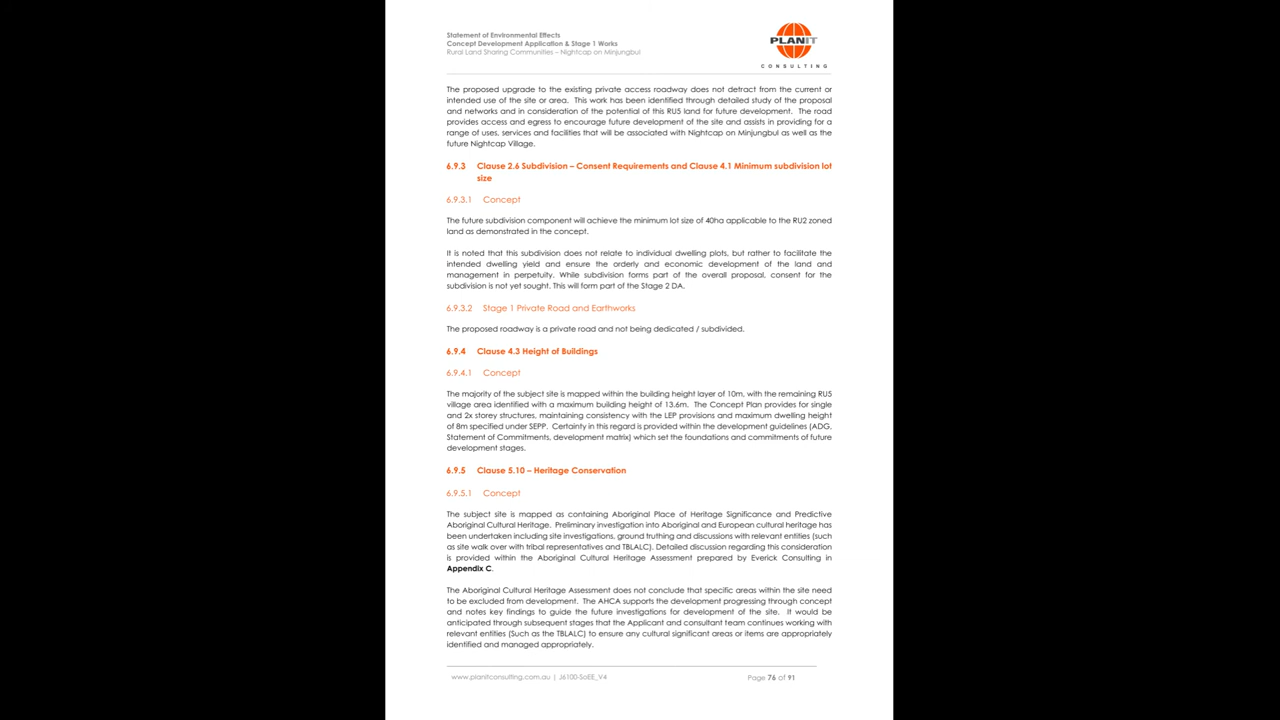 Statement of Environmental Effects
Concept Development Application & Stage 1 Works
Rural Land Sharing Communities – Nightcap on Minjungbul
PLANIT
CONSULTING
The proposed upgrade to the existing private access roadway does not detract from the current or
intended use of the site or area. This work has been identified through detailed study of the proposal
and networks and in consideration of the potential of this RU5 land for future development. The road
provides access and egress to encourage future development of the site and assists in providing for a
range of uses, services and facilities that will be associated with Nightcap on Minjungbul as well as the
future Nightcap Village.
6.9.3 Clause 2.6 Subdivision – Consent Requirements and Clause 4.1 Minimum subdivision lot
size
6.9.3.1 Concept
The future subdivision component will achieve the minimum lot size of 40ha applicable to the RU2 zoned
land as demonstrated in the concept.
It is noted that this subdivision does not relate to individual dwelling plots, but rather to facilitate the
intended dwelling yield and ensure the orderly and economic development of the land and
management in perpetuity. While subdivision forms part of the overall proposal, consent for the
subdivision is not yet sought. This will form part of the Stage 2 DA.
6.9.3.2 Stage 1 Private Road and Earthworks
The proposed roadway is a private road and not being dedicated / subdivided.
6.9.4 Clause 4.3 Height of Buildings
6.9.4.1 Concept
The majority of the subject site is mapped within the building height layer of 10m, with the remaining RU5
village area identified with a maximum building height of 13.6m. The Concept Plan provides for single
and 2x storey structures, maintaining consistency with the LEP provisions and maximum dwelling height
of 8m specified under SEPP. Certainty in this regard is provided within the development guidelines (ADG,
Statement of Commitments, development matrix) which set the foundations and commitments of future
development stages.
6.9.5 Clause 5.10 – Heritage Conservation
6.9.5.1 Concept
The subject site is mapped as containing Aboriginal Place of Heritage Significance and Predictive
Aboriginal Cultural Heritage. Preliminary investigation into Aboriginal and European cultural heritage has
been undertaken including site investigations, ground truthing and discussions with relevant entities (such
as site walk over with tribal representatives and TBLALC). Detailed discussion regarding this consideration
is provided within the Aboriginal Cultural Heritage Assessment prepared by Everick Consulting in
Appendix C.
The Aboriginal Cultural Heritage Assessment does not conclude that specific areas within the site need
to be excluded from development. The AHCA supports the development progressing through concept
and notes key findings to guide the future investigations for development of the site. It would be
anticipated through subsequent stages that the Applicant and consultant team continues working with
relevant entities (Such as the TBLALC) to ensure any cultural significant areas or items are appropriately
identified and managed appropriately.
www.planitconsulting.com.au | J6100-SoEE_V4
Page 76 of 91